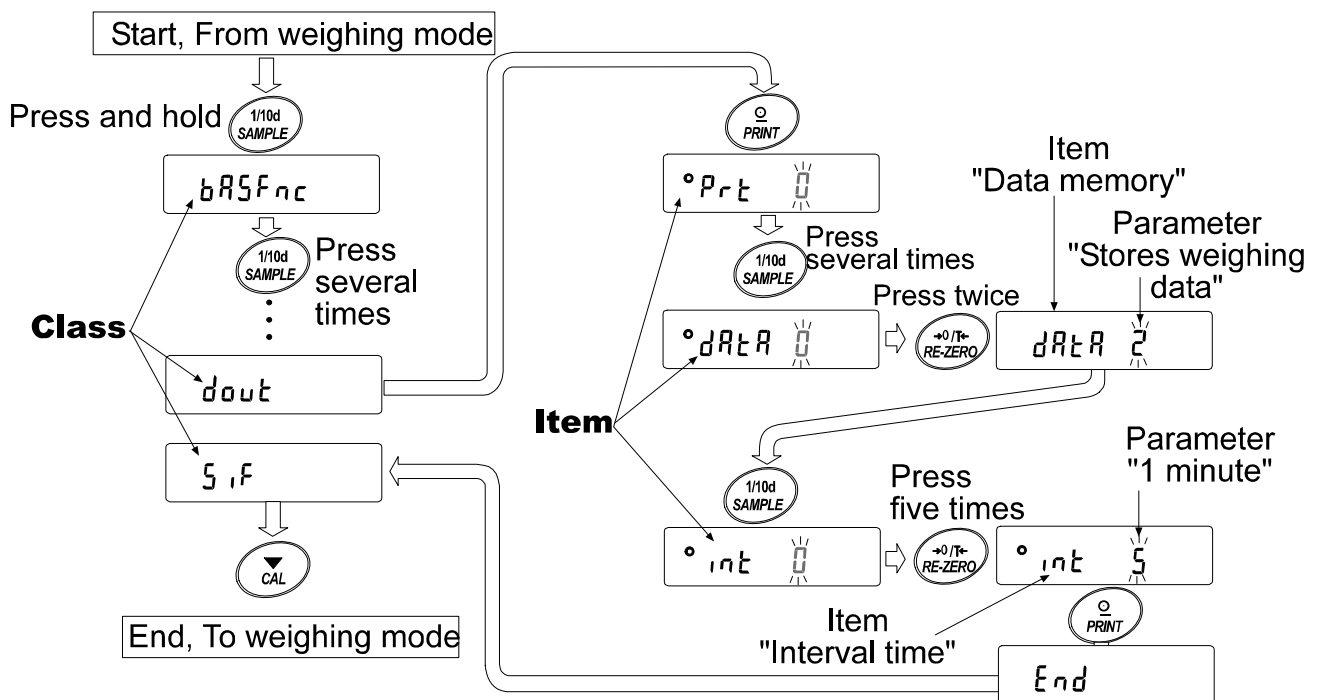 Start, From weighing mode
Press and hold
1/10d
SAMPLE
bASFnc
1/10d
SAMPLE
Press
several
times
Class
dout
S iF
CAL
End, To weighing mode
PRINT
Prt 0
1/10d
SAMPLE
Press
several times
Item
"Data memory"
Parameter
"Stores weighing
data"
dAtA 0
Press twice
→0/T←
RE-ZERO
dAtA 2
Item
1/10d
SAMPLE
int 0
Press
five times
→0/T←
RE-ZERO
Parameter
"1 minute"
int 5
Item
"Interval time"
PRINT
End